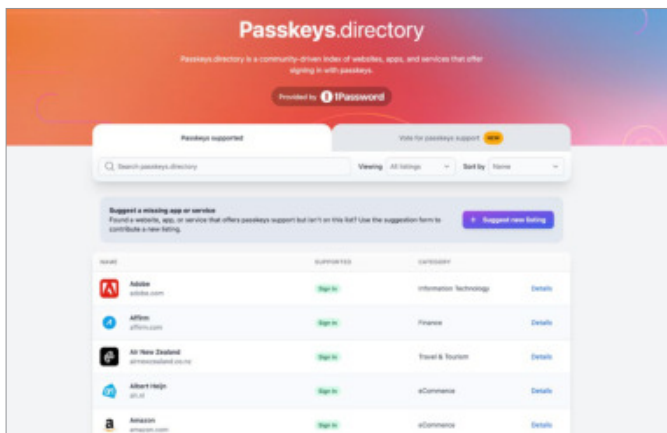 Passkeys.directory
Passkeys.directory is a community-driven index of websites, apps, and services that offer
signing in with passkeys.
Provided by 1Password
Passkeys supported
Vote for passkeys support NEW
Search passkeys.directory
Viewing All listings
Sort by Name
Suggest a missing app or service
Found a website, app, or service that offers passkeys support but isn't on this list? Use the suggestion form to
contribute a new listing.
+ Suggest new listing
NAME SUPPORTED CATEGORY
Adobe
adobe.com
Sign In Information Technology Details
Affirm
affirm.com
Sign In Finance Details
Air New Zealand
airnewzealand.co.nz
Sign In Travel & Tourism Details
Albert Heijn
ah.nl
Sign In eCommerce Details
Amazon
amazon.com
Sign In eCommerce Details